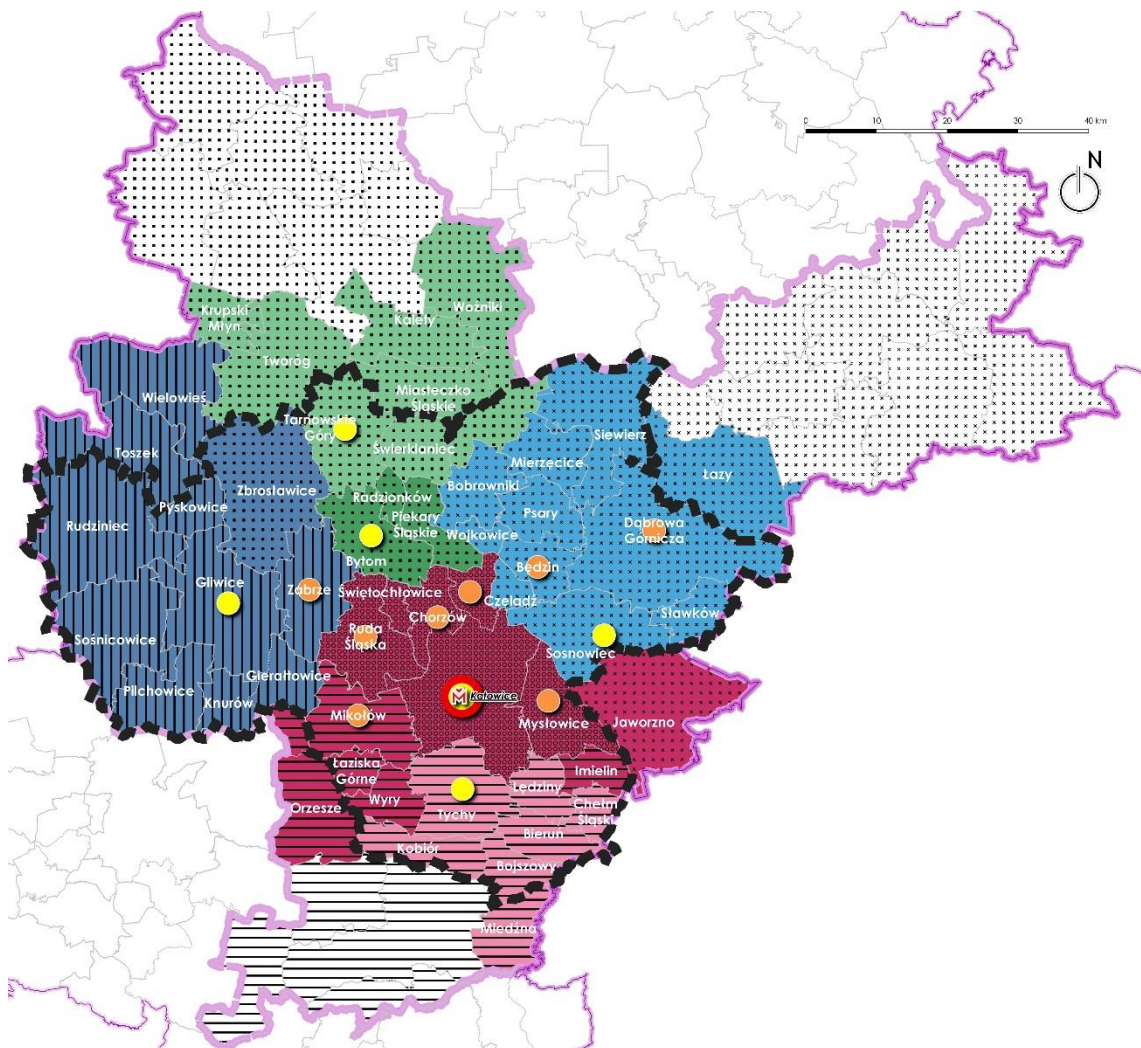 0 10 20 30 40 km
N
Woźniki
Krupski
Młyn
Kalety
Tworóg
Miasteczko
Śląskie
Wielowieś
Tarnowskie
Góry
Świerklaniec
Siewierz
Toszek
Mierzęcice
Łazy
Zbrosławice
Radzionków
Bobrowniki
Pyskowice
Psary
Rudziniec
Piekary
Śląskie
Wojkowice
Dąbrowa
Górnicza
Bytom
Będzin
Gliwice
Zabrze
Świętochłowice
Czeladź
Chorzów
Sławków
Ruda
Śląska
Sośnicowice
Sosnowiec
Gierałtowice
Pilchowice
Knurów
M Katowice
Jaworzno
Mikołów
Mysłowice
Łaziska
Górne
Imielin
Lędziny
Wyry
Orzesze
Tychy
Chełm
Śląski
Bieruń
Kobiór
Bojszowy
Miedźna